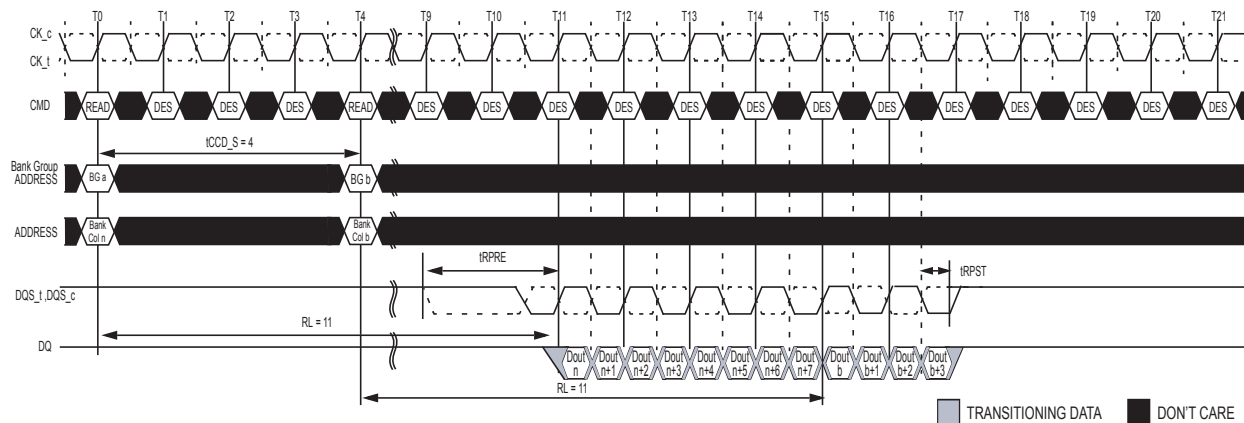 T0 T1 T2 T3 T4 T9 T10 T11 T12 T13 T14 T15 T16 T17 T18 T19 T20 T21
CK_c
CK_t
CMD READ DES DES DES READ DES DES DES DES DES DES DES DES DES DES DES DES DES
tCCD_S = 4
Bank Group
ADDRESS
BG a BG b
ADDRESS
Bank
Col n
Bank
Col b
tRPRE tRPST
DQS_t ,DQS_c
RL = 11
DQ
Dout
n
Dout
n+1
Dout
n+2
Dout
n+3
Dout
n+4
Dout
n+5
Dout
n+6
Dout
n+7
Dout
b
Dout
b+1
Dout
b+2
Dout
b+3
RL = 11
TRANSITIONING DATA DON'T CARE